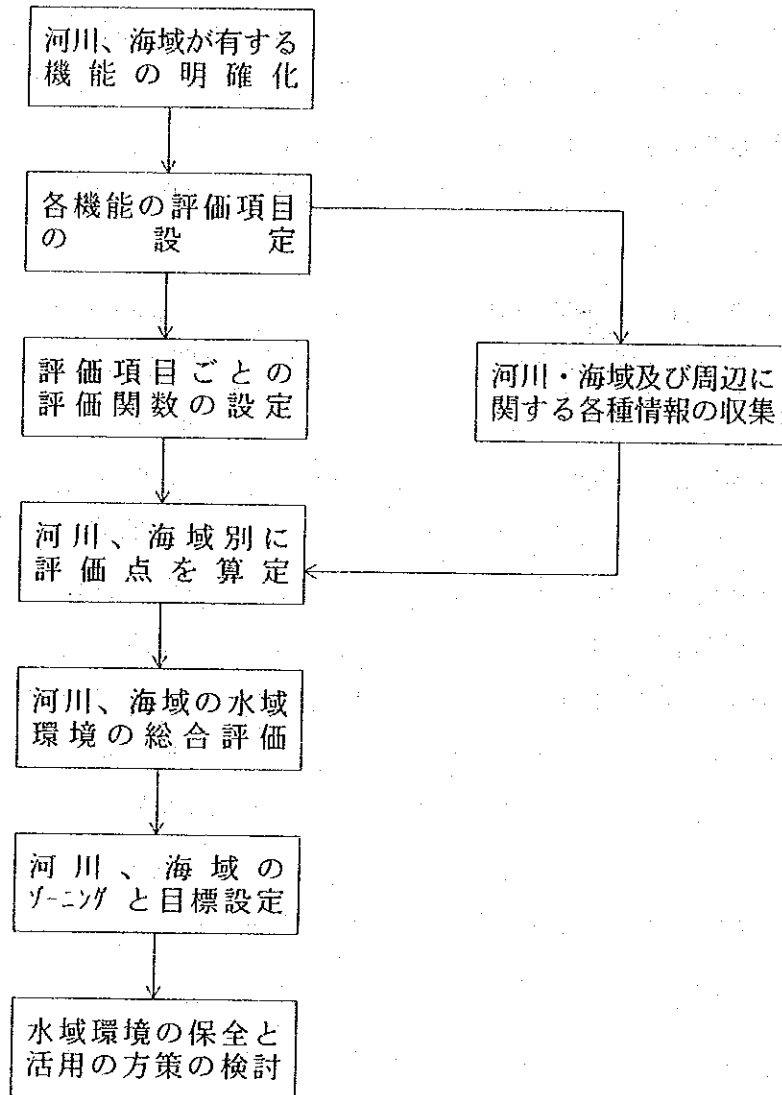 河川、海域が有する
機能の明確化
各機能の評価項目
の設定
評価項目ごとの
評価関数の設定
河川・海域及び周辺に
関する各種情報の収集
河川、海域別に
評価点を算定
河川、海域の水域
環境の総合評価
河川、海域の
ｿﾞｰﾆﾝｸﾞと目標設定
水域環境の保全と
活用の方策の検討